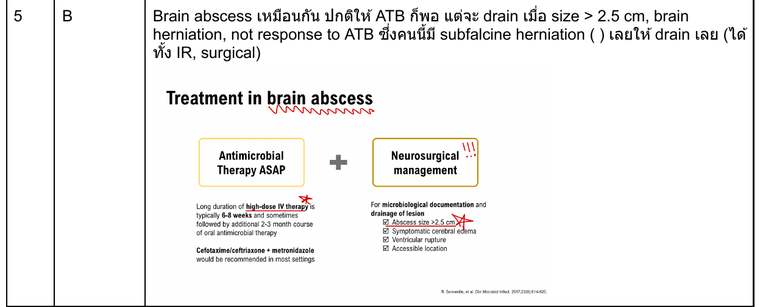 5
B
Brain abscess เหมือนกัน ปกติให้ ATB ก็พอ แต่จะ drain เมื่อ size > 2.5 cm, brain
herniation, not response to ATB ซึ่งคนนี้มี subfalcine herniation ( ) เลยให้ drain เลย (ได้
ทั้ง IR, surgical)
Treatment in brain abscess
Antimicrobial
Therapy ASAP
+
Neurosurgical
management
!!!
Long duration of high-dose IV therapy is
typically 6-8 weeks and sometimes
followed by additional 2-3 month course
of oral antimicrobial therapy
Cefotaxime/ceftriaxone + metronidazole
would be recommended in most settings
For microbiological documentation and
drainage of lesion
☑ Abscess size >2.5 cm
☑ Symptomatic cerebral edema
☑ Ventricular rupture
☑ Accessible location